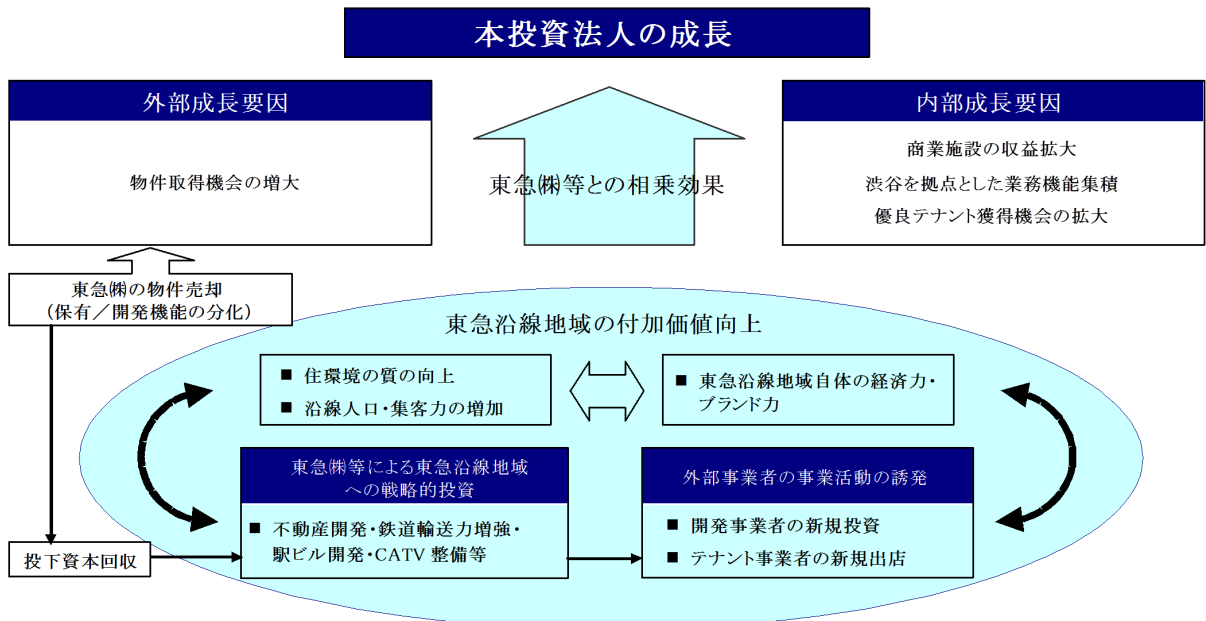 本投資法人の成長
外部成長要因
物件取得機会の増大
東急㈱等との相乗効果
内部成長要因
商業施設の収益拡大
渋谷を拠点とした業務機能集積
優良テナント獲得機会の拡大
東急㈱の物件売却
（保有／開発機能の分化）
東急沿線地域の付加価値向上
■ 住環境の質の向上
■ 沿線人口・集客力の増加
■ 東急沿線地域自体の経済力・
ブランド力
東急㈱等による東急沿線地域
への戦略的投資
■ 不動産開発・鉄道輸送力増強・
駅ビル開発・CATV 整備等
外部事業者の事業活動の誘発
■ 開発事業者の新規投資
■ テナント事業者の新規出店
投下資本回収